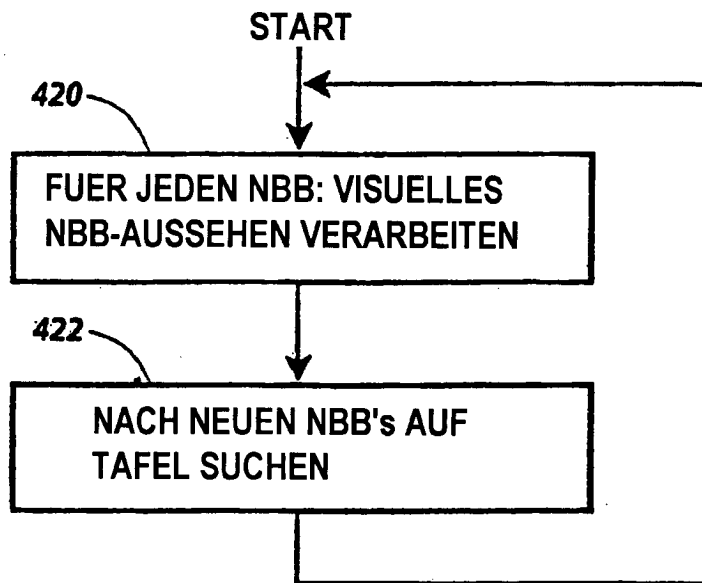 START
420
FUER JEDEN NBB: VISUELLES
NBB-AUSSEHEN VERARBEITEN
422
NACH NEUEN NBB's AUF
TAFEL SUCHEN